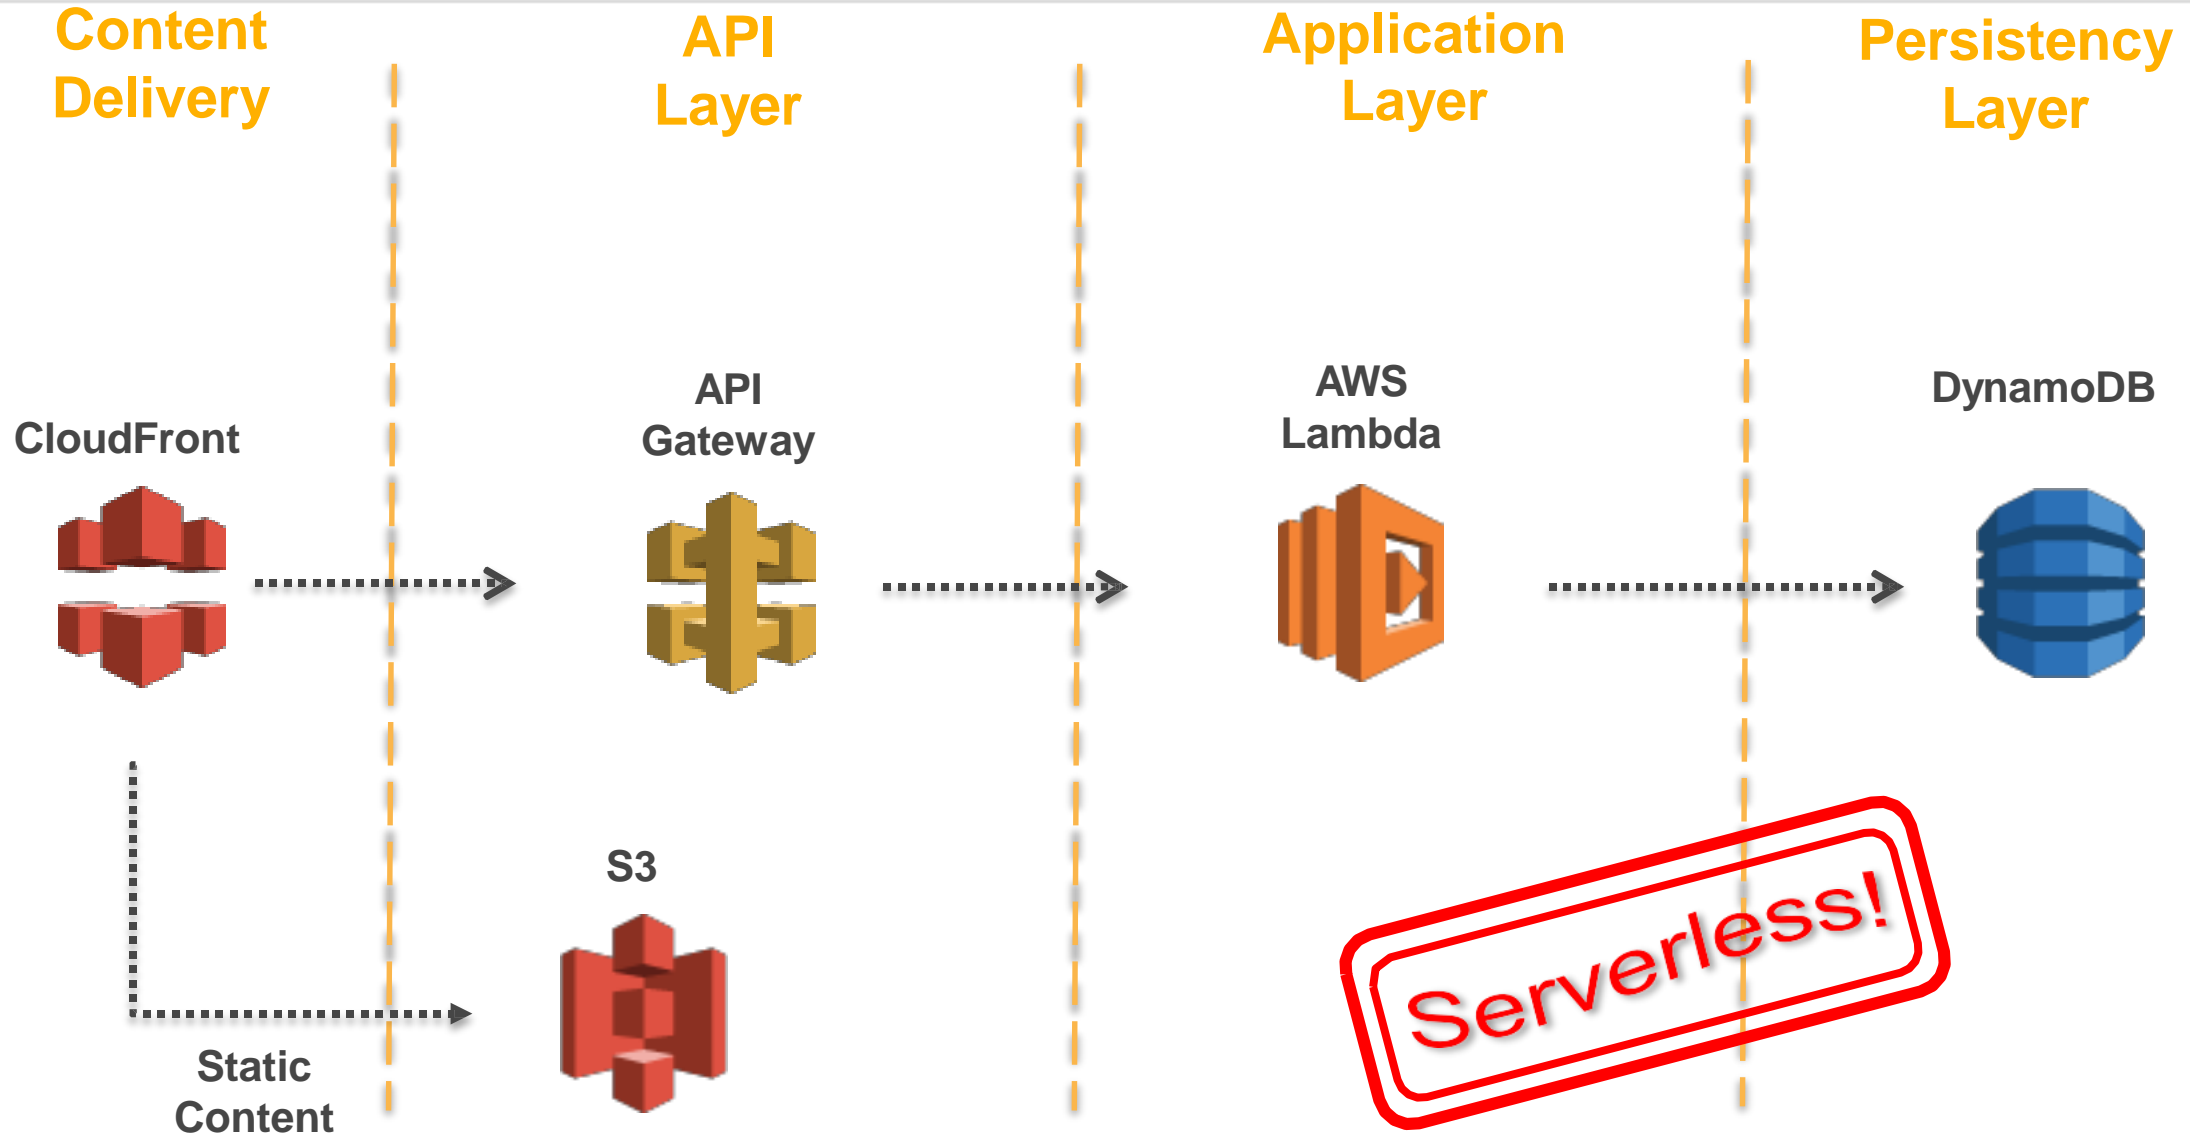 Content
Delivery
API
Layer
Application
Layer
Persistency
Layer
CloudFront
API
Gateway
AWS
Lambda
DynamoDB
S3
Static
Content
Serverless!